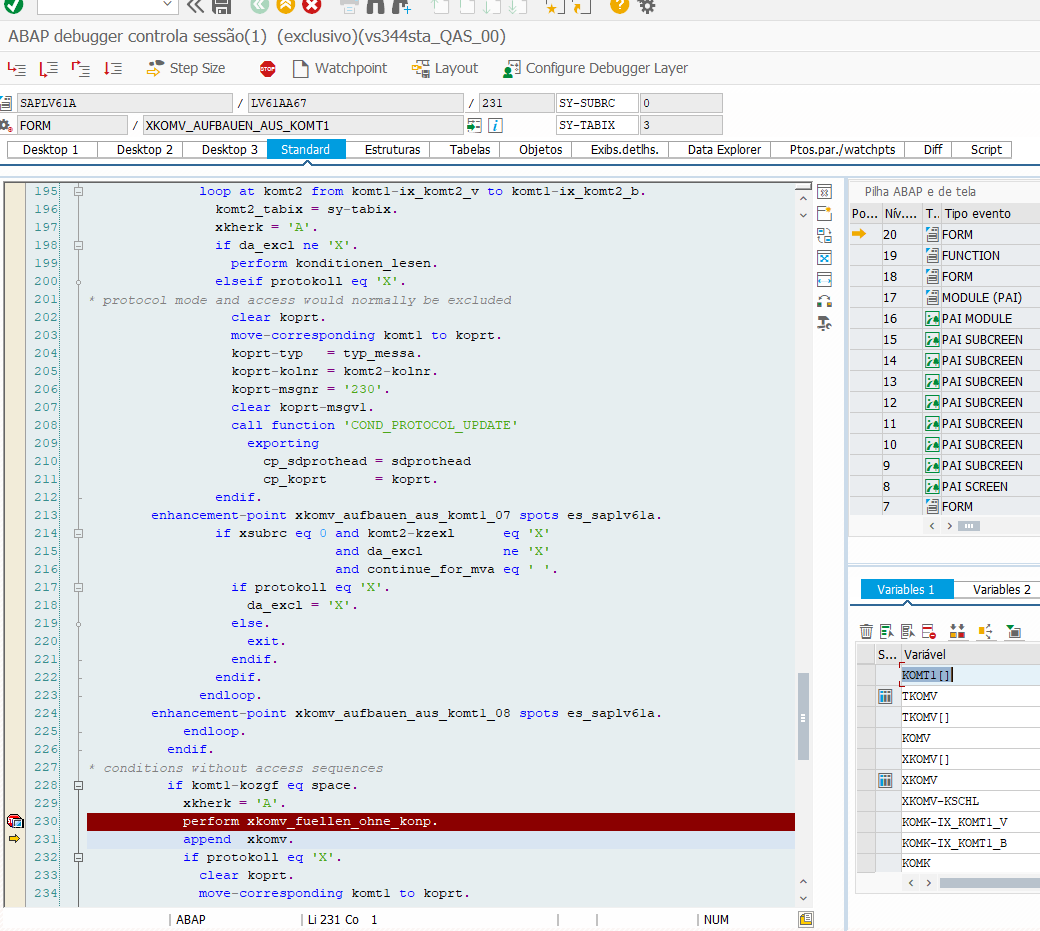 ABAP debugger controla sessão(1)  (exclusivo)(vs344sta_QAS_00)
Step Size Watchpoint Layout Configure Debugger Layer
SAPLV61A / LV61AA67 / 231 SY-SUBRC 0
FORM / XKOMV_AUFBAUEN_AUS_KOMT1 SY-TABIX 3
Desktop 1 Desktop 2 Desktop 3 Standard Estruturas Tabelas Objetos Exibs.detlhs. Data Explorer Ptos.par./watchpts Diff Script
195 loop at komt2 from komt1-ix_komt2_v to komt1-ix_komt2_b.
196 komt2_tabix = sy-tabix.
197 xkherk = 'A'.
198 if da_excl ne 'X'.
199 perform konditionen_lesen.
200 elseif protokoll eq 'X'.
201 * protocol mode and access would normally be excluded
202 clear koprt.
203 move-corresponding komt1 to koprt.
204 koprt-typ   = typ_messa.
205 koprt-kolnr = komt2-kolnr.
206 koprt-msgnr = '230'.
207 clear koprt-msgv1.
208 call function 'COND_PROTOCOL_UPDATE'
209 exporting
210 cp_sdprothead = sdprothead
211 cp_koprt      = koprt.
212 endif.
213 enhancement-point xkomv_aufbauen_aus_komt1_07 spots es_saplv61a.
214 if xsubrc eq 0 and komt2-kzexl      eq 'X'
215 and da_excl          ne 'X'
216 and continue_for_mva eq ' '.
217 if protokoll eq 'X'.
218 da_excl = 'X'.
219 else.
220 exit.
221 endif.
222 endif.
223 endloop.
224 enhancement-point xkomv_aufbauen_aus_komt1_08 spots es_saplv61a.
225 endloop.
226 endif.
227 * conditions without access sequences
228 if komt1-kozgf eq space.
229 xkherk = 'A'.
230 perform xkomv_fuellen_ohne_konp.
231 append  xkomv.
232 if protokoll eq 'X'.
233 clear koprt.
234 move-corresponding komt1 to koprt.
ABAP Li 231 Co   1 NUM
Pilha ABAP e de tela
Po... Nív.... T.. Tipo evento
20 FORM
19 FUNCTION
18 FORM
17 MODULE (PAI)
16 PAI MODULE
15 PAI SUBCREEN
14 PAI SUBCREEN
13 PAI SUBCREEN
12 PAI SUBCREEN
11 PAI SUBCREEN
10 PAI SUBCREEN
9 PAI SUBCREEN
8 PAI SCREEN
7 FORM
Variables 1 Variables 2
S... Variável
KOMT1[]
TKOMV
TKOMV[]
KOMV
XKOMV[]
XKOMV
XKOMV-KSCHL
KOMK-IX_KOMT1_V
KOMK-IX_KOMT1_B
KOMK